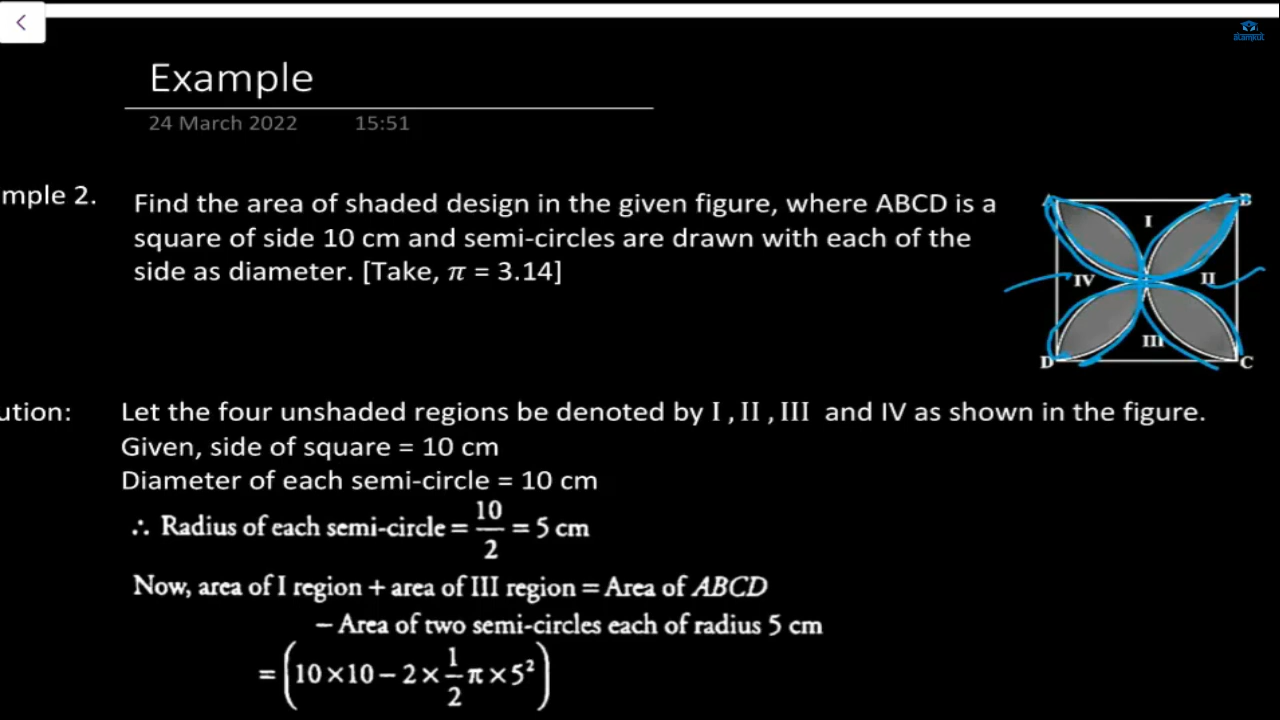 Example
24 March 2022 15:51
mple 2. Find the area of shaded design in the given figure, where ABCD is a
square of side 10 cm and semi-circles are drawn with each of the
side as diameter. [Take, π = 3.14]
A B
I
IV II
III
D C
ution: Let the four unshaded regions be denoted by I , II , III and IV as shown in the figure.
Given, side of square = 10 cm
Diameter of each semi-circle = 10 cm
∴ Radius of each semi-circle = 10/2 = 5 cm
Now, area of I region + area of III region = Area of ABCD
− Area of two semi-circles each of radius 5 cm
= (10 × 10 − 2 × 1/2 π × 5²)